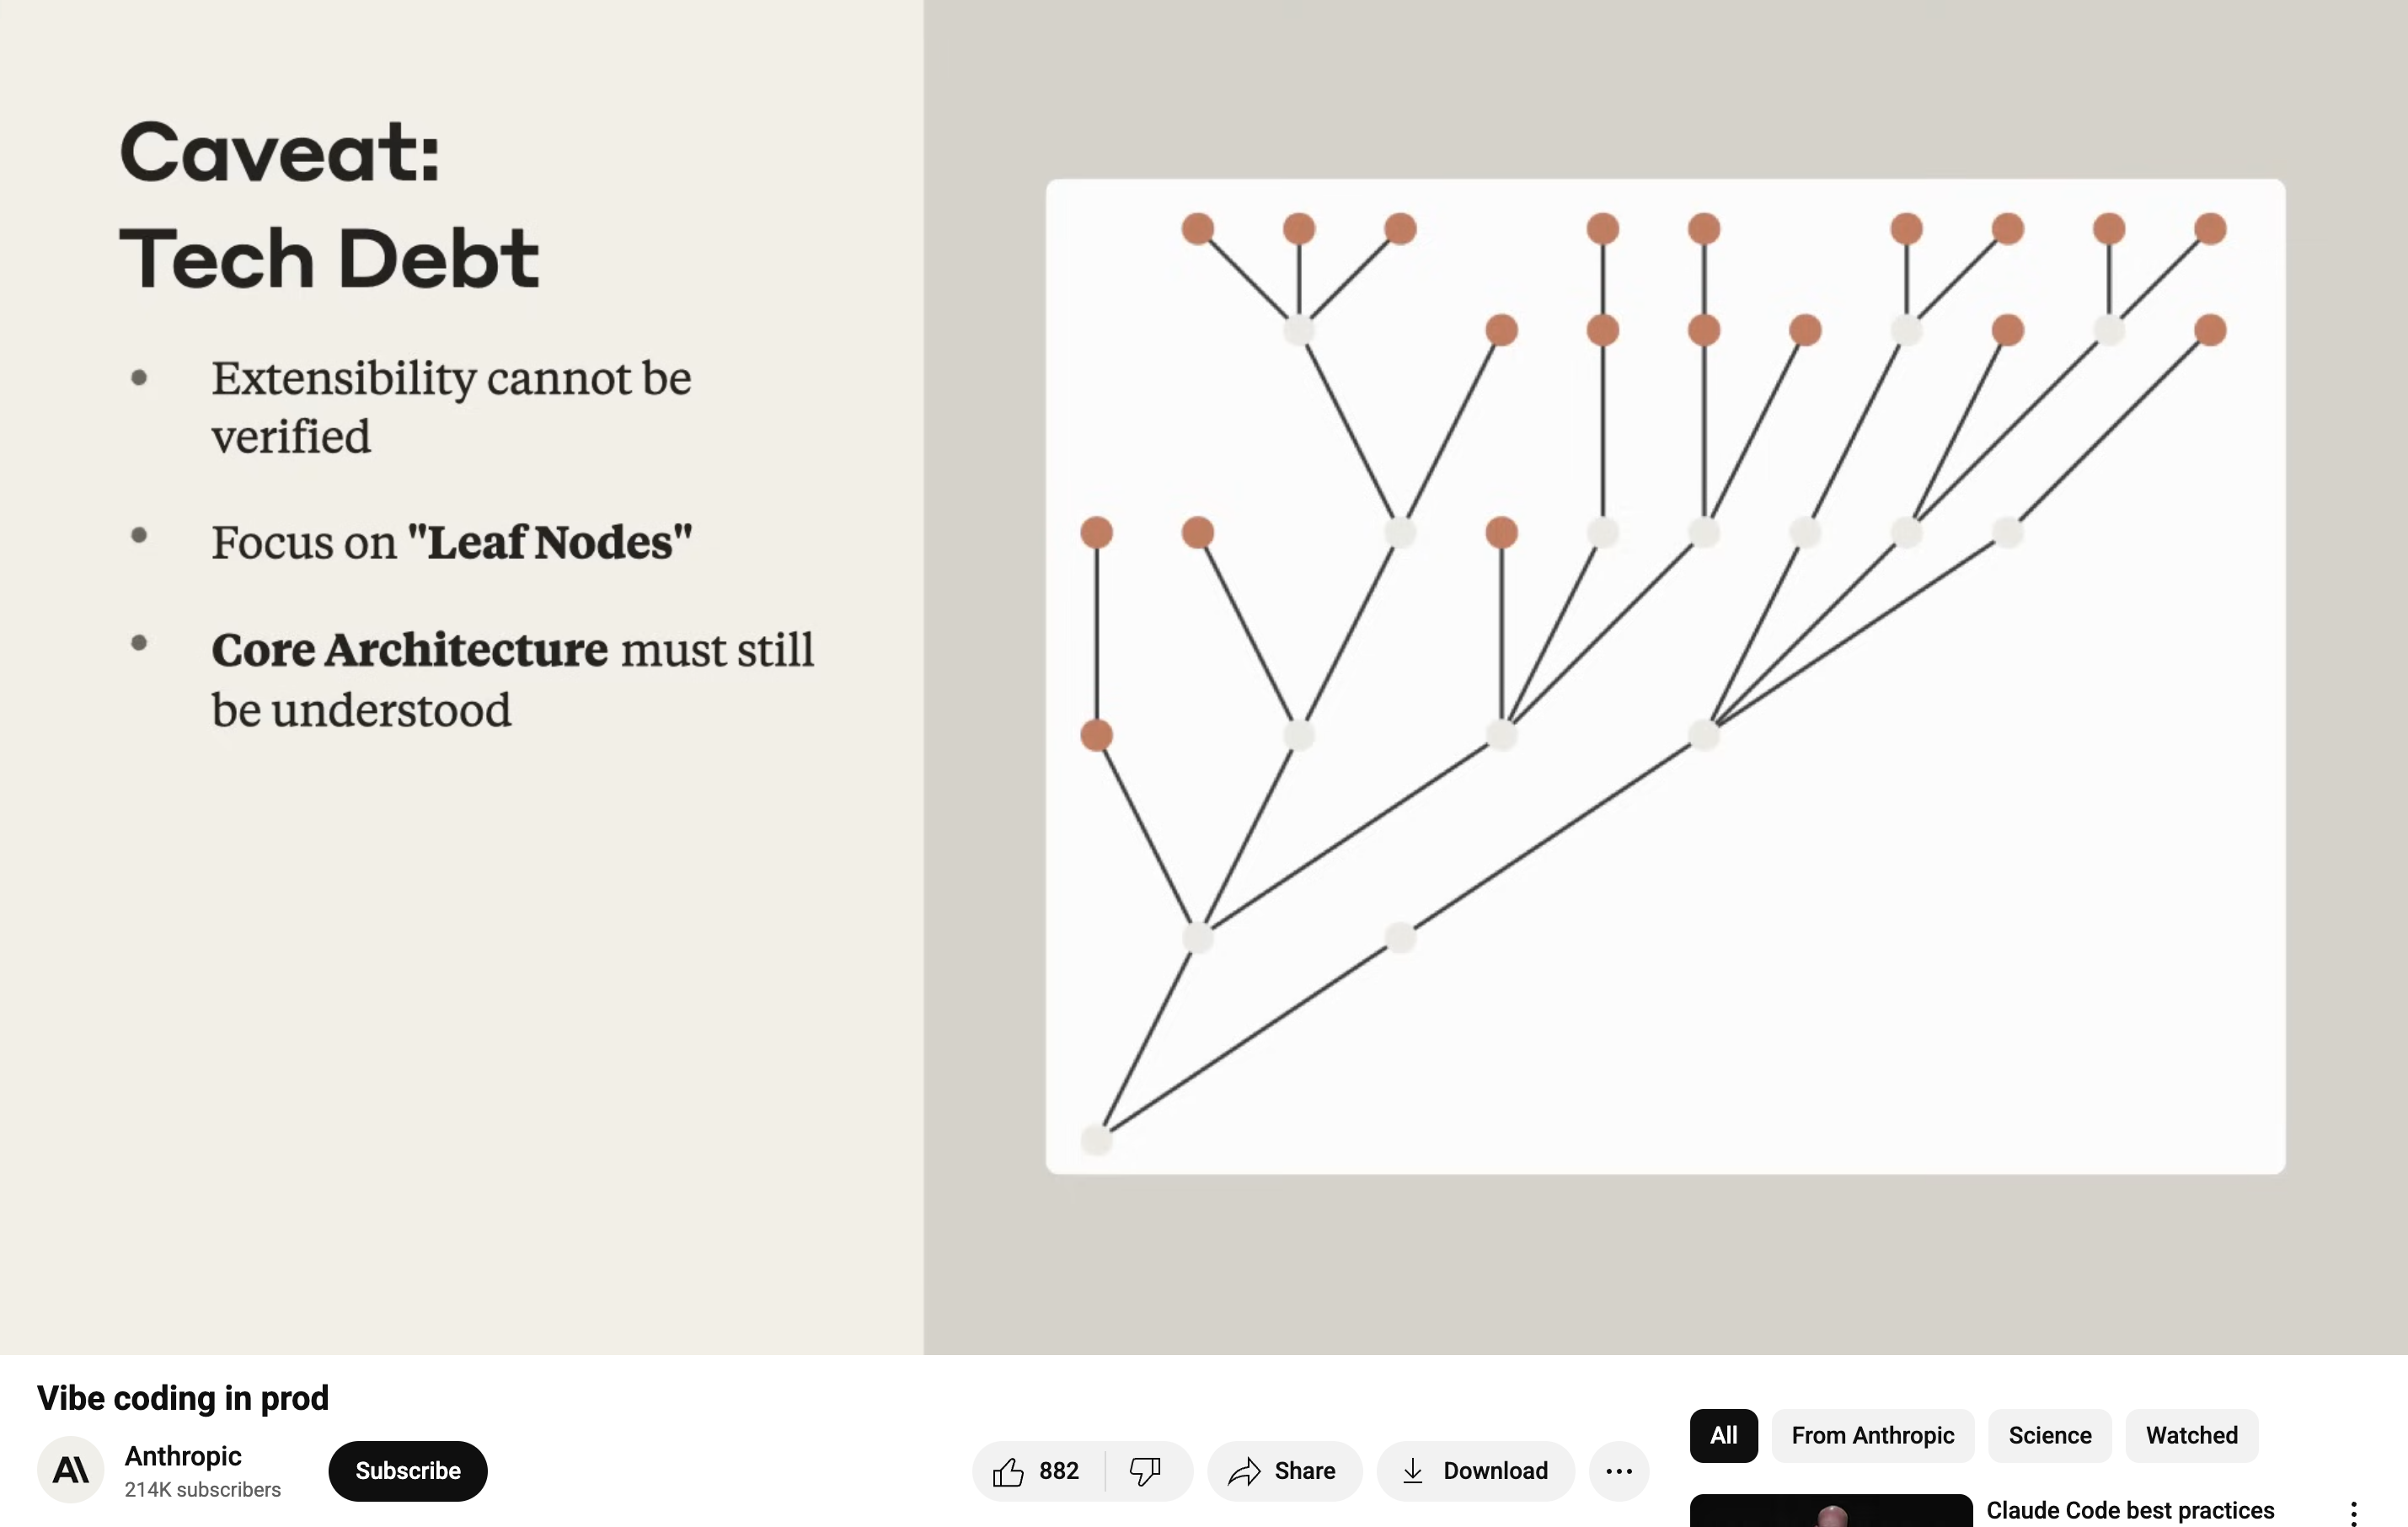 Caveat:
Tech Debt
Extensibility cannot be
verified
Focus on "Leaf Nodes"
Core Architecture must still
be understood
Vibe coding in prod
Anthropic
214K subscribers
Subscribe
882
Share
Download
All
From Anthropic
Science
Watched
Claude Code best practices